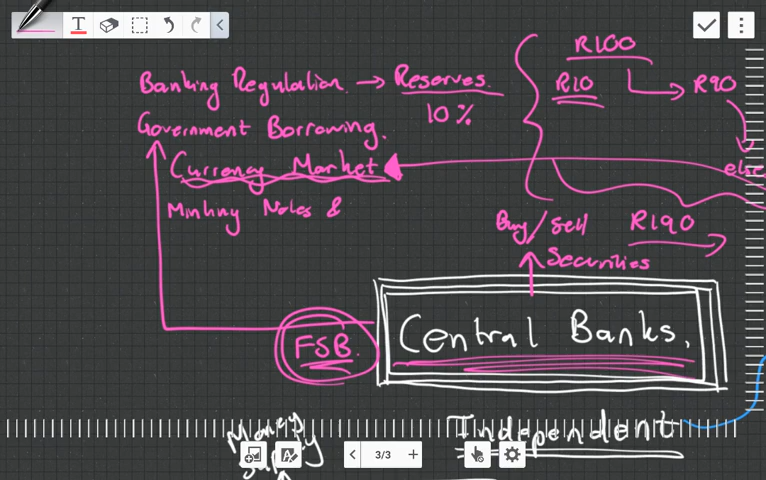 T
R100
Banking Regulation → Reserves.
R10
R90
10%
Government Borrowing.
Currency Market
else
Minting Notes &
Buy/Sell
R190
Securities
Central Banks.
FSB.
Money
Independent
A
3/3